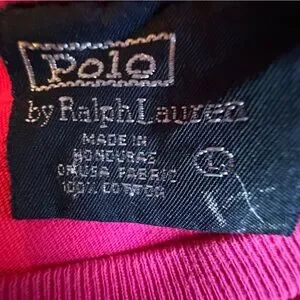 Polo
by Ralph Lauren
MADE IN
HONDURAS
OF USA FABRIC
100% COTTON
L